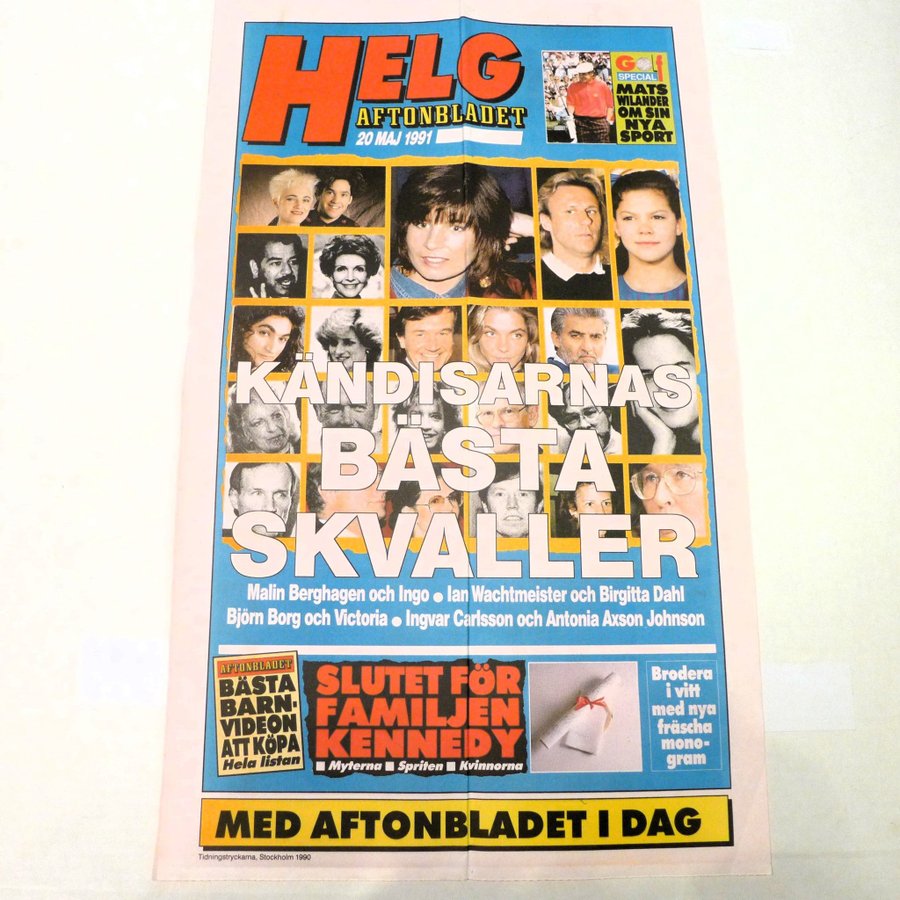 HELG
AFTONBLADET
20 MAJ 1991
Golf
SPECIAL
MATS
WILANDER
OM SIN
NYA
SPORT
KÄNDISARNAS
BÄSTA
SKVALLER
Malin Berghagen och Ingo ● Ian Wachtmeister och Birgitta Dahl
Björn Borg och Victoria ● Ingvar Carlsson och Antonia Axson Johnson
AFTONBLADET
BÄSTA
BARN-
VIDEON
ATT KÖPA
Hela listan
SLUTET FÖR
FAMILJEN
KENNEDY
■ Myterna ■ Spriten ■ Kvinnorna
Brodera
i vitt
med nya
fräscha
mono-
gram
MED AFTONBLADET I DAG
Tidningstryckarna, Stockholm 1990